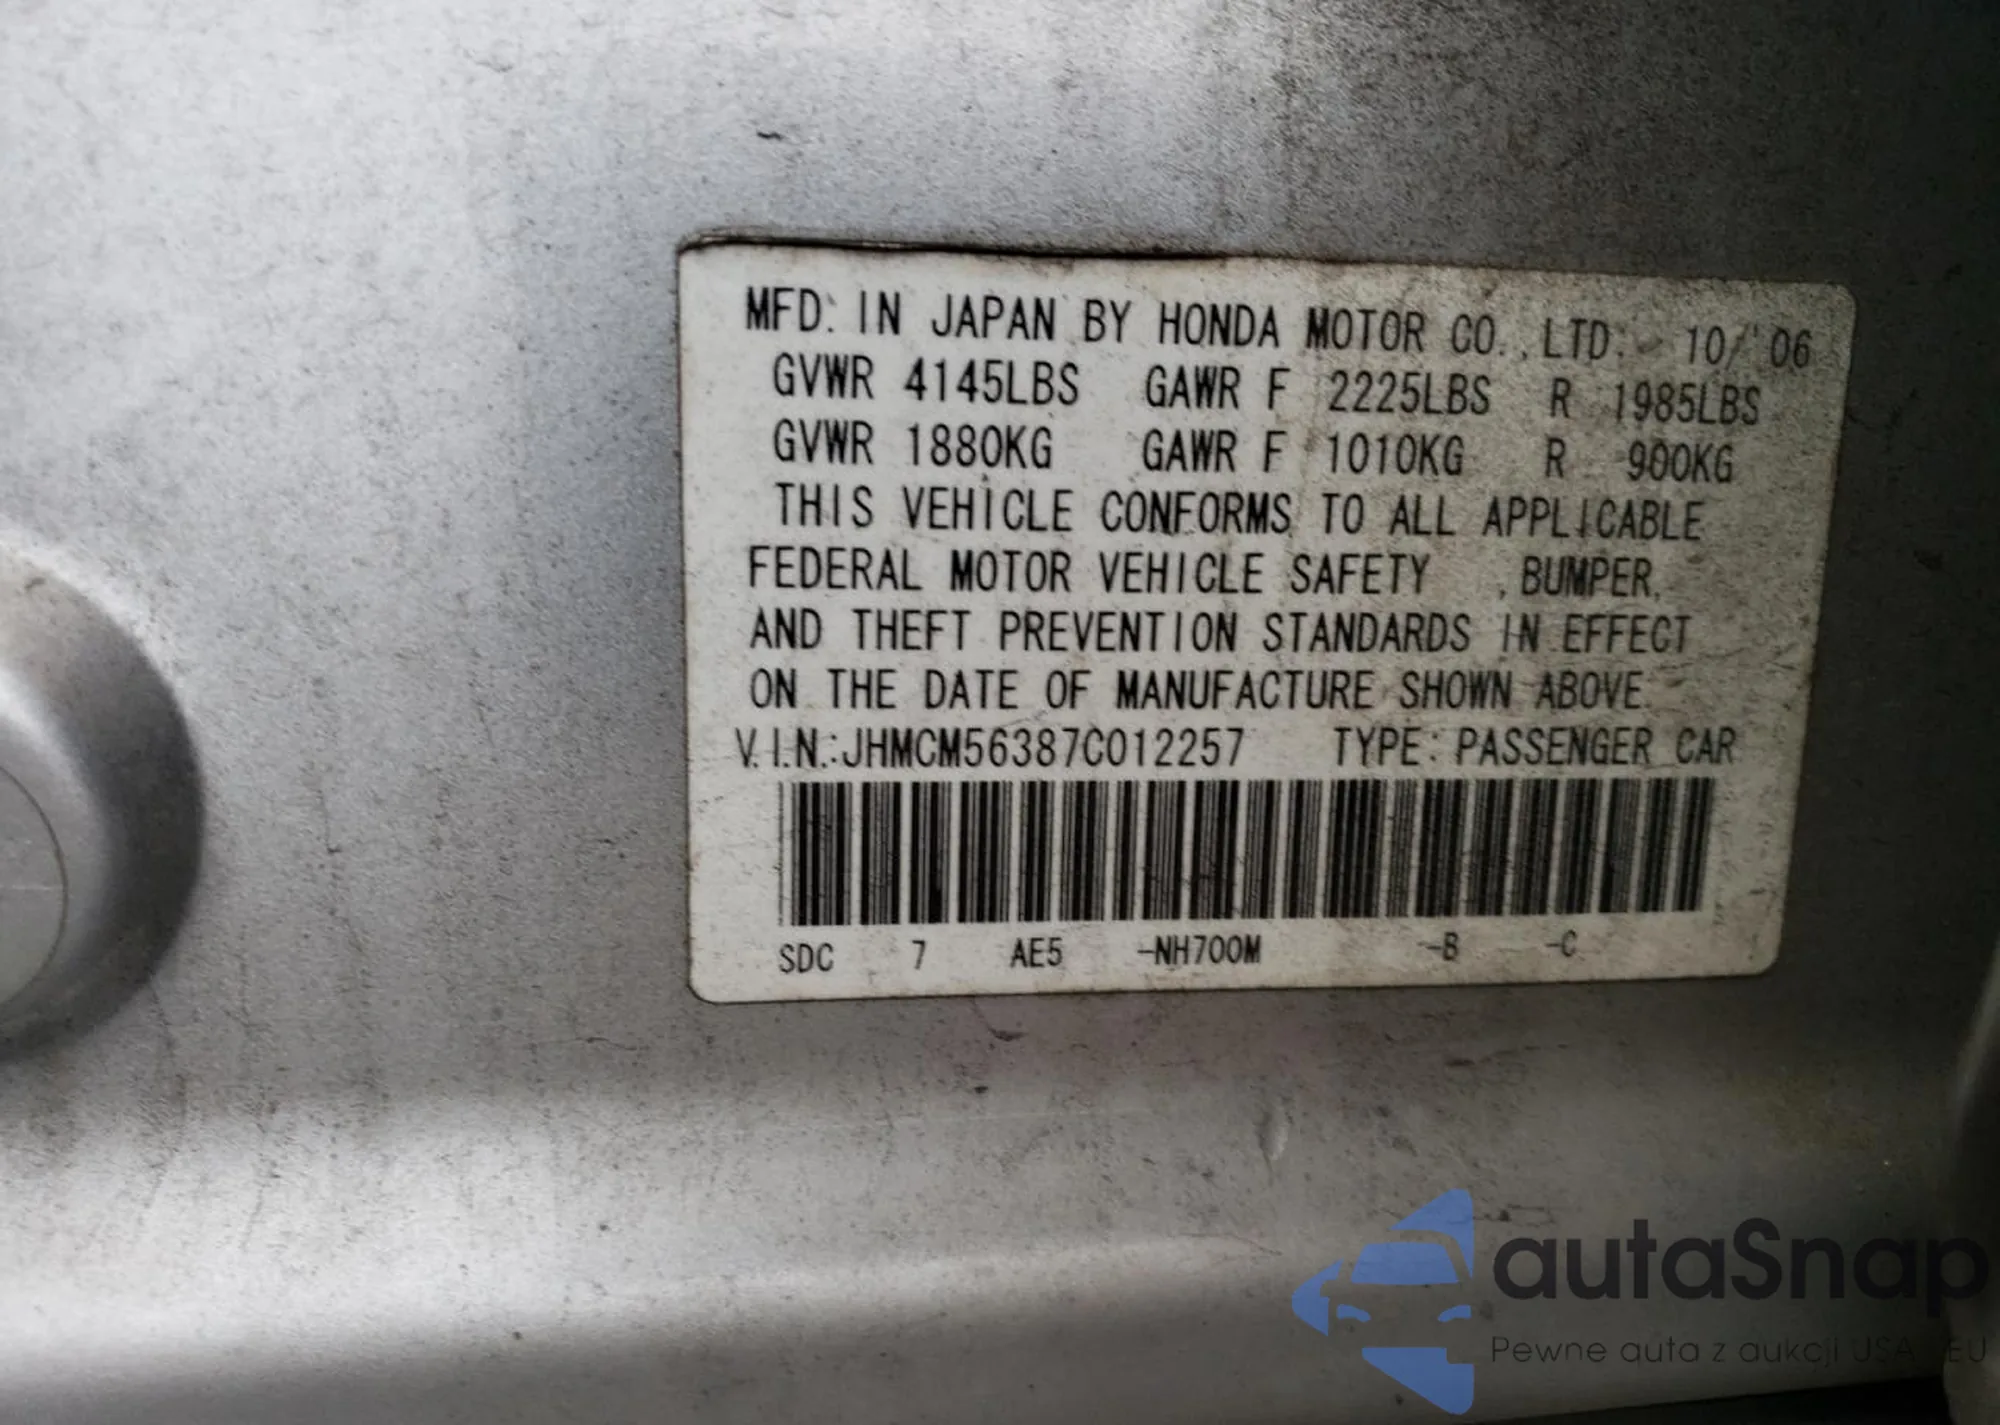 MFD. IN JAPAN BY HONDA MOTOR CO., LTD. 10/'06
GVWR 4145LBS GAWR F 2225LBS R 1985LBS
GVWR 1880KG GAWR F 1010KG R 900KG
THIS VEHICLE CONFORMS TO ALL APPLICABLE
FEDERAL MOTOR VEHICLE SAFETY , BUMPER,
AND THEFT PREVENTION STANDARDS IN EFFECT
ON THE DATE OF MANUFACTURE SHOWN ABOVE.
V.I.N.:JHMCM56387C012257 TYPE: PASSENGER CAR
SDC 7 AE5 -NH700M -B -C
autaSnap
Pewne auta z aukcji USA i EU